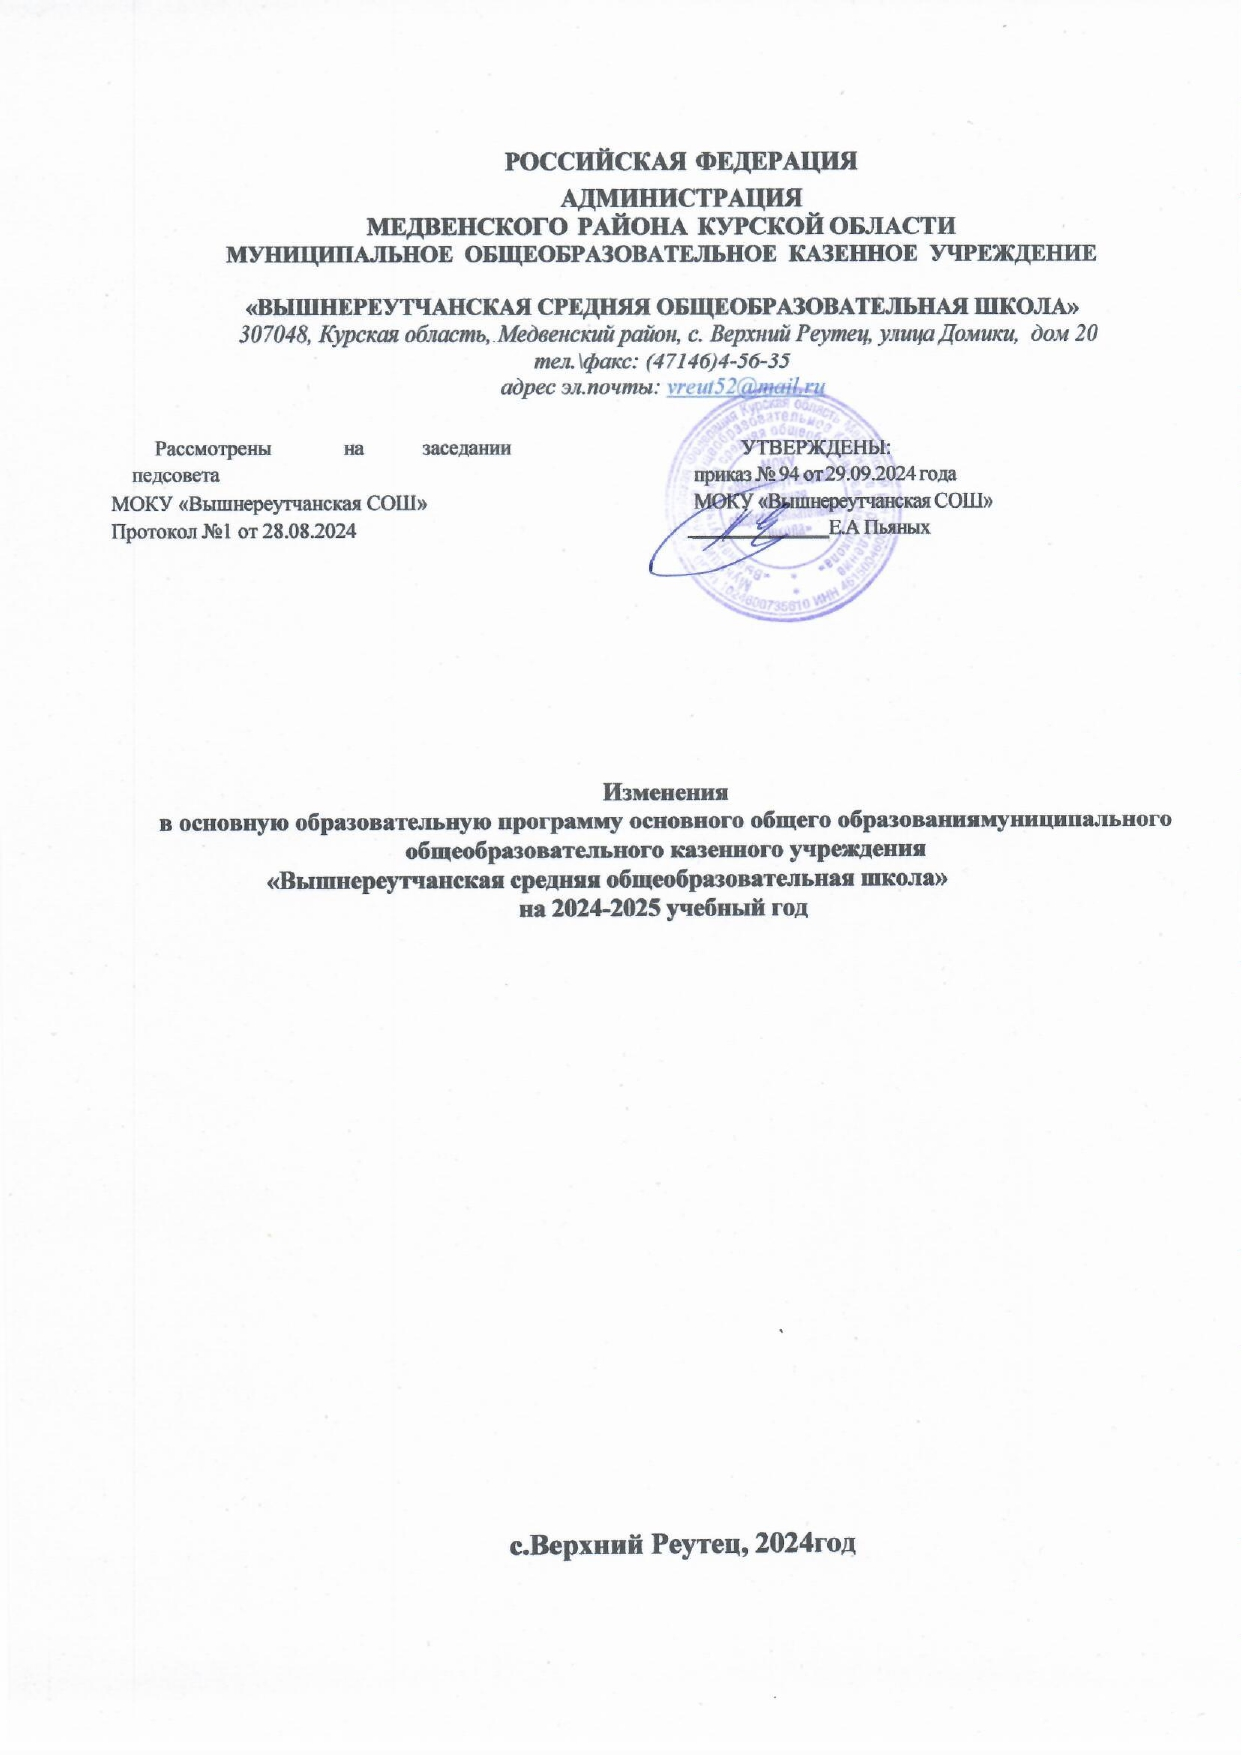 РОССИЙСКАЯ ФЕДЕРАЦИЯ
АДМИНИСТРАЦИЯ
МЕДВЕНСКОГО РАЙОНА КУРСКОЙ ОБЛАСТИ
МУНИЦИПАЛЬНОЕ ОБЩЕОБРАЗОВАТЕЛЬНОЕ КАЗЕННОЕ УЧРЕЖДЕНИЕ
«ВЫШНЕРЕУТЧАНСКАЯ СРЕДНЯЯ ОБЩЕОБРАЗОВАТЕЛЬНАЯ ШКОЛА»
307048, Курская область, Медвенский район, с. Верхний Реутец, улица Домики, дом 20
тел.\факс: (47146)4-56-35
адрес эл.почты: vreut52@mail.ru
Рассмотрены на заседании
педсовета
МОКУ «Вышнереутчанская СОШ»
Протокол №1 от 28.08.2024
УТВЕРЖДЕНЫ:
приказ № 94 от 29.09.2024 года
МОКУ «Вышнереутчанская СОШ»
Е.А Пьяных
Изменения
в основную образовательную программу основного общего образованиямуниципального
общеобразовательного казенного учреждения
«Вышнереутчанская средняя общеобразовательная школа»
на 2024-2025 учебный год
с.Верхний Реутец, 2024год